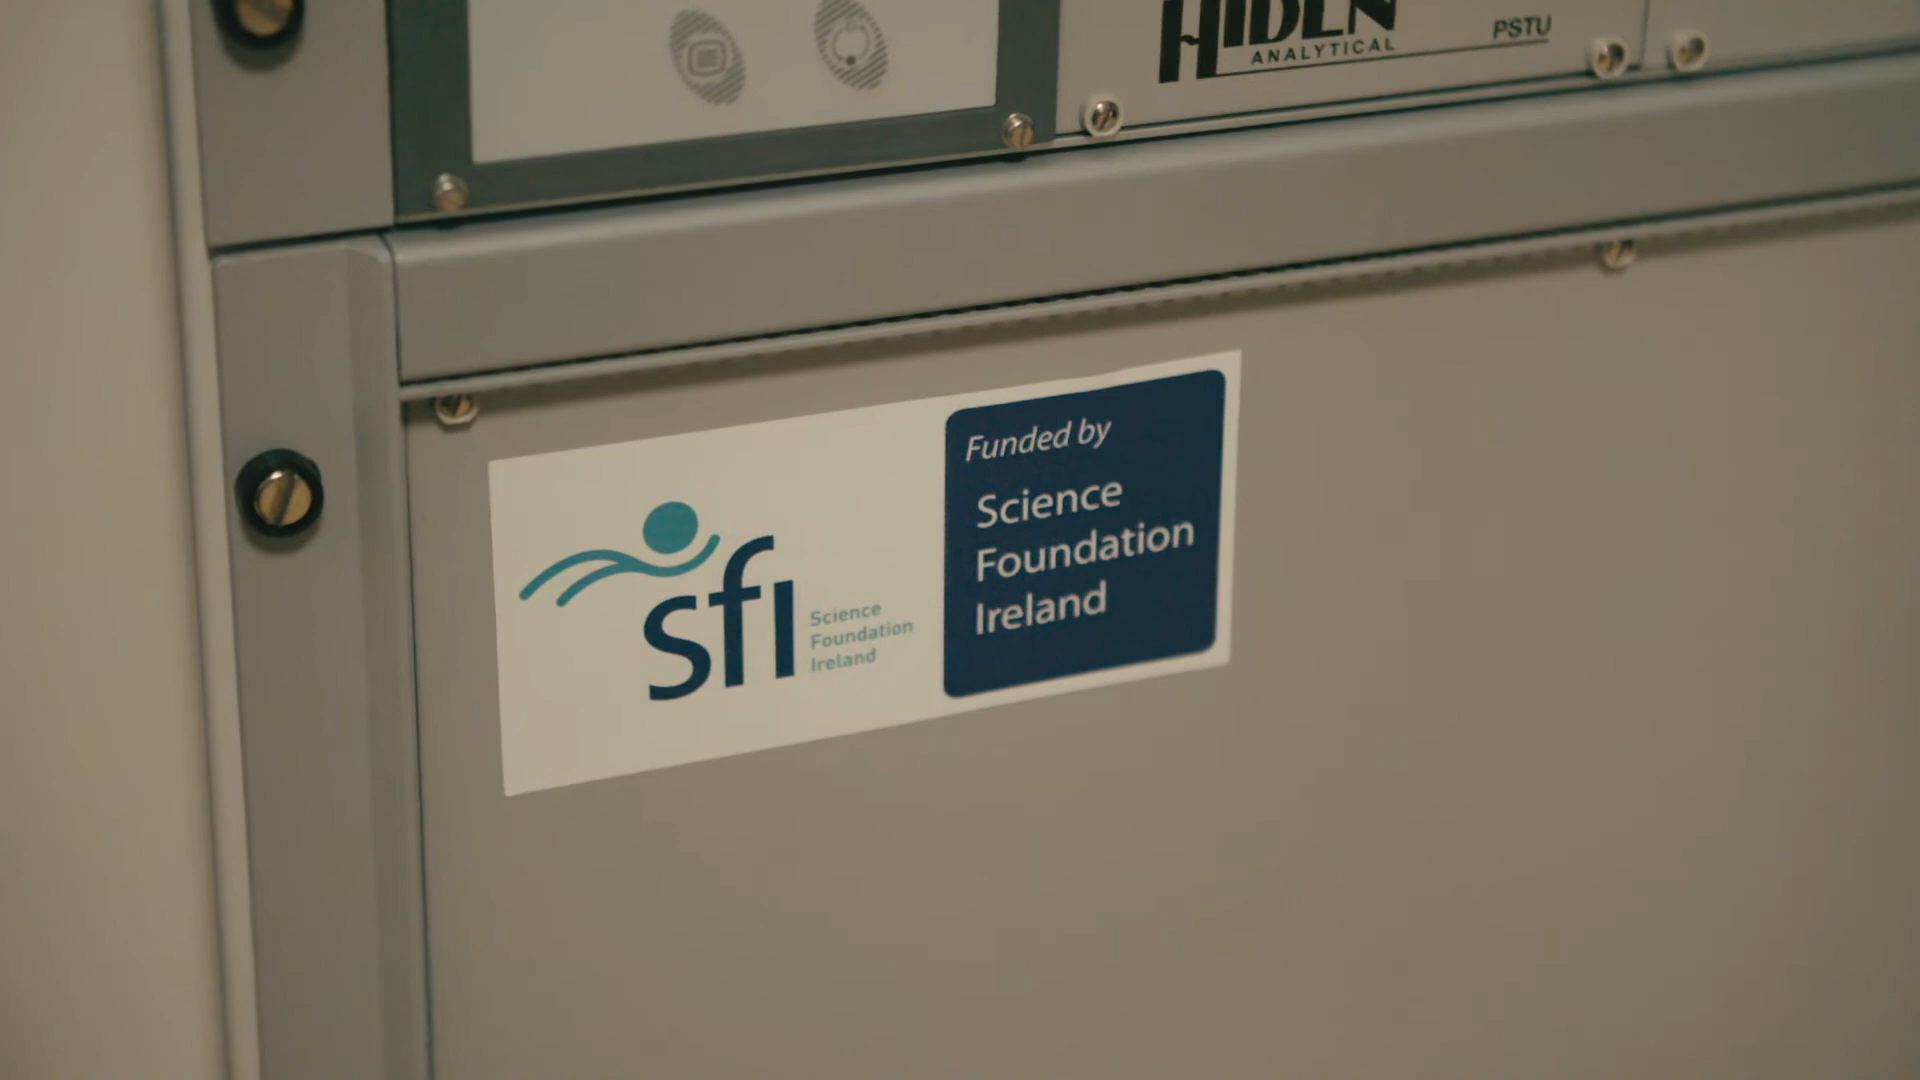 HIDEN
ANALYTICAL
PSTU
sfi
Science
Foundation
Ireland
Funded by
Science
Foundation
Ireland